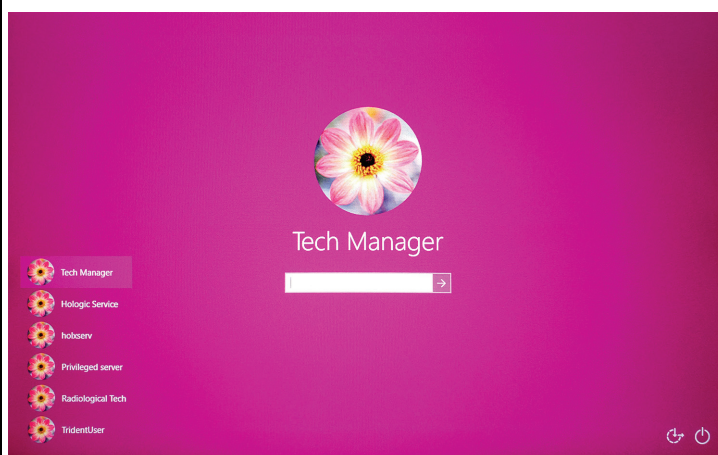 Tech Manager
Tech Manager
Hologic Service
holxserv
Privileged server
Radiological Tech
TridentUser